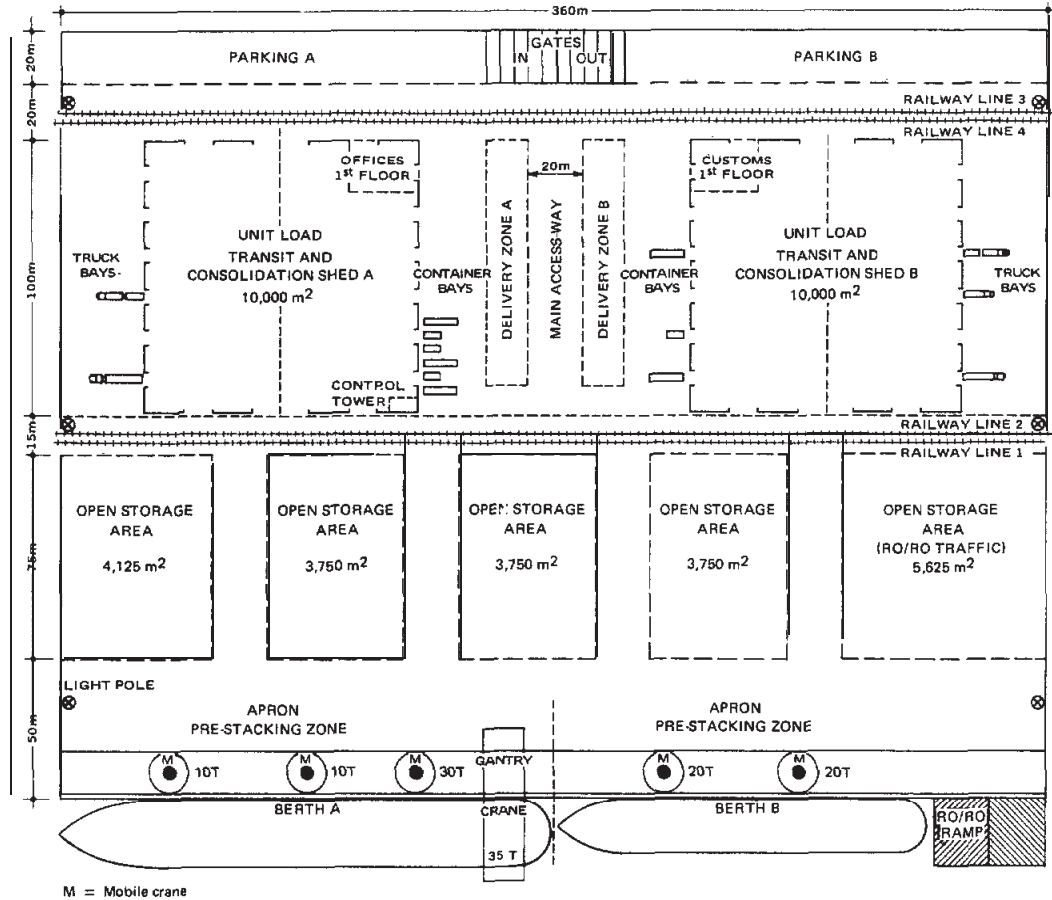 360m
20m
PARKING A
GATES
IN OUT
PARKING B
20m
RAILWAY LINE 3
RAILWAY LINE 4
OFFICES
1st FLOOR
20m
CUSTOMS
1st FLOOR
100m
TRUCK
BAYS-
UNIT LOAD
TRANSIT AND
CONSOLIDATION SHED A
10,000 m2
CONTAINER
BAYS
DELIVERY ZONE A
MAIN ACCESS-WAY
DELIVERY ZONE B
CONTAINER
BAYS
UNIT LOAD
TRANSIT AND
CONSOLIDATION SHED B
10,000 m2
TRUCK
BAYS
CONTROL
TOWER
15m
RAILWAY LINE 2
RAILWAY LINE 1
75m
OPEN STORAGE
AREA
4,125 m2
OPEN STORAGE
AREA
3,750 m2
OPEN STORAGE
AREA
3,750 m2
OPEN STORAGE
AREA
3,750 m2
OPEN STORAGE
AREA
(RO/RO TRAFFIC)
5,625 m2
LIGHT POLE
50m
APRON
PRE-STACKING ZONE
APRON
PRE-STACKING ZONE
M 10T
M 10T
M 30T
GANTRY
CRANE
35 T
M 20T
M 20T
BERTH A
BERTH B
RO/RO
RAMP
M = Mobile crane